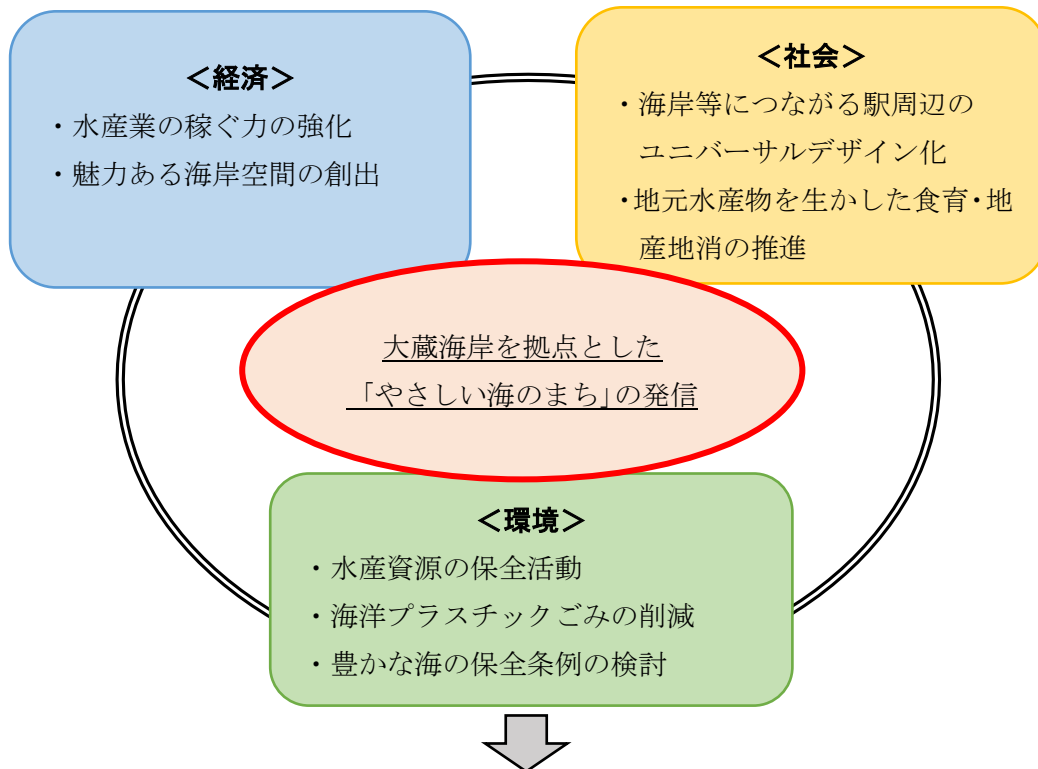 ＜経済＞
・水産業の稼ぐ力の強化
・魅力ある海岸空間の創出
＜社会＞
・海岸等につながる駅周辺の
ユニバーサルデザイン化
・地元水産物を生かした食育・地
産地消の推進
大蔵海岸を拠点とした
「やさしい海のまち」の発信
＜環境＞
・水産資源の保全活動
・海洋プラスチックごみの削減
・豊かな海の保全条例の検討